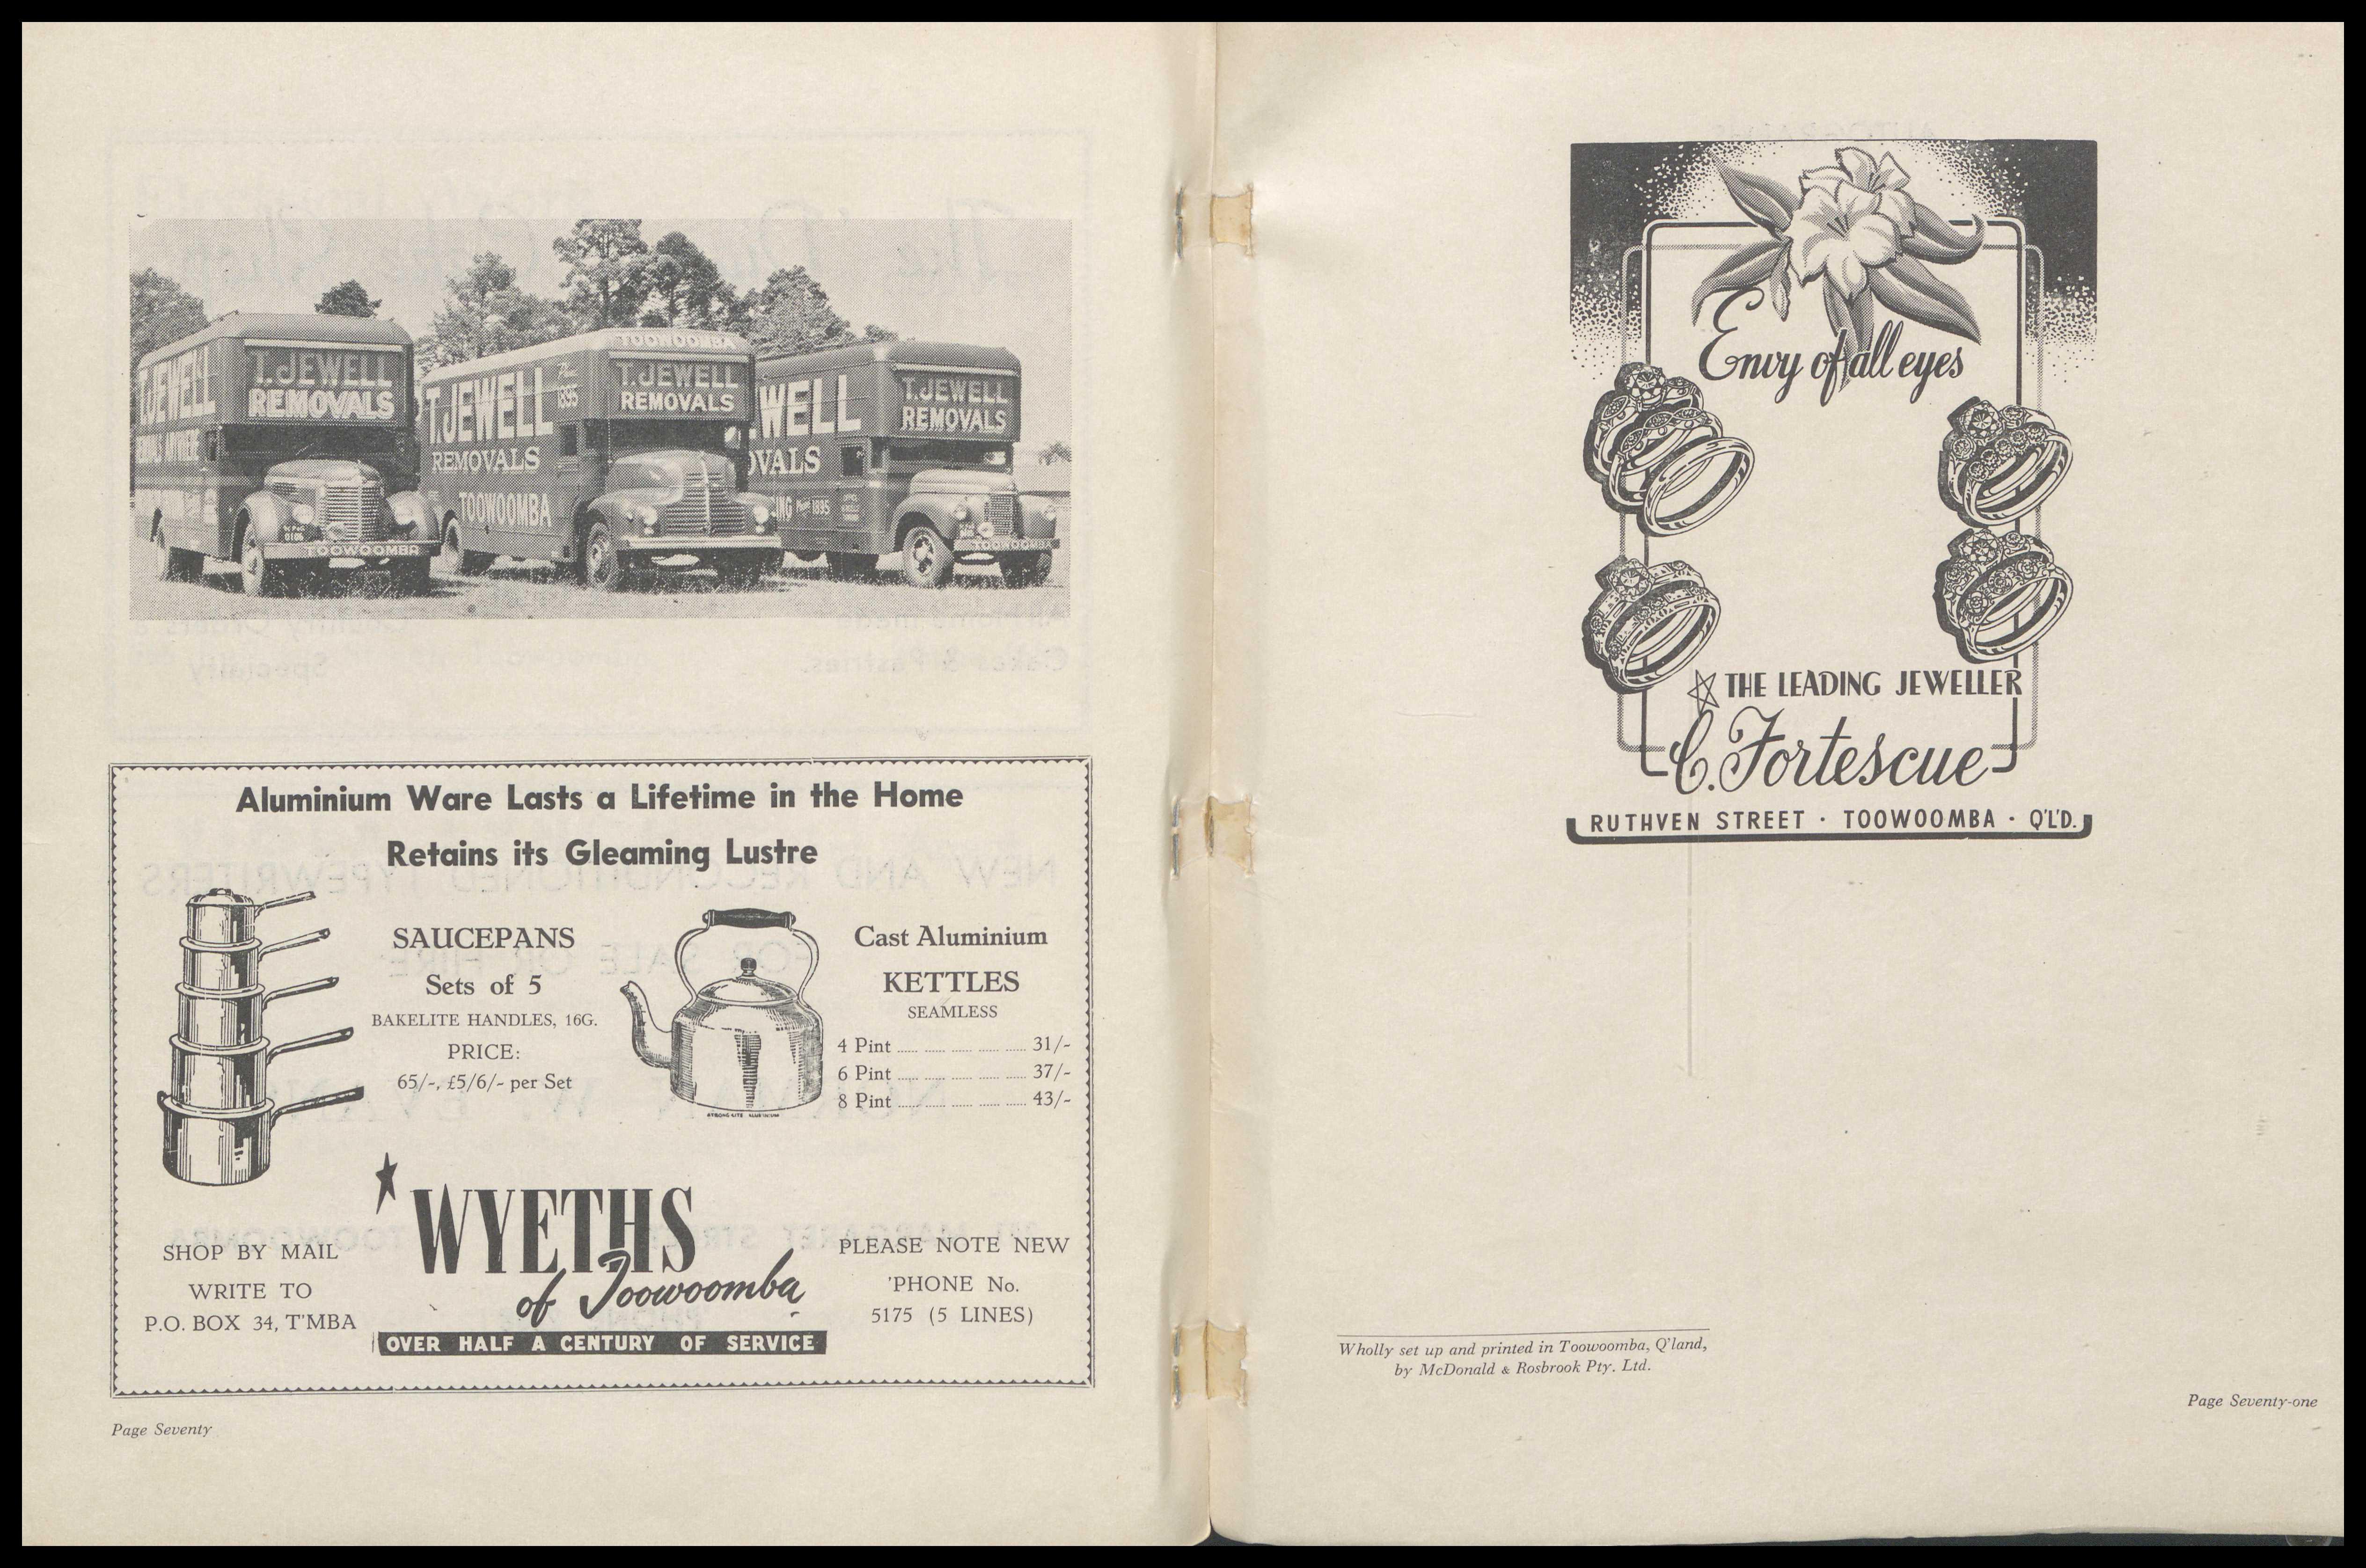 T. JEWELL
T. JEWELL
REMOVALS
TOOWOOMBA
TOOWOOMBA
T. JEWELL
1895
REMOVALS
TOOWOOMBA
T. JEWELL
REMOVALS
WELL
OVALS
1895
T. JEWELL
REMOVALS
TOOWOOMBA
Aluminium Ware Lasts a Lifetime in the Home
Retains its Gleaming Lustre
SAUCEPANS
Sets of 5
BAKELITE HANDLES, 16G.
PRICE:
65/-, £5/6/- per Set
Cast Aluminium
KETTLES
SEAMLESS
4 Pint ...... ...... ...... ...... ...... 31/-
6 Pint ...... ...... ...... ...... ...... 37/-
8 Pint ...... ...... ...... ...... ...... 43/-
SHOP BY MAIL
WRITE TO
P.O. BOX 34, T'MBA
WYETHS
of Toowoomba
OVER HALF A CENTURY OF SERVICE
PLEASE NOTE NEW
'PHONE No.
5175 (5 LINES)
Page Seventy
Envy of all eyes
THE LEADING JEWELLER
C. Fortescue
RUTHVEN STREET · TOOWOOMBA · Q'L'D.
Wholly set up and printed in Toowoomba, Q'land,
by McDonald & Rosbrook Pty. Ltd.
Page Seventy-one